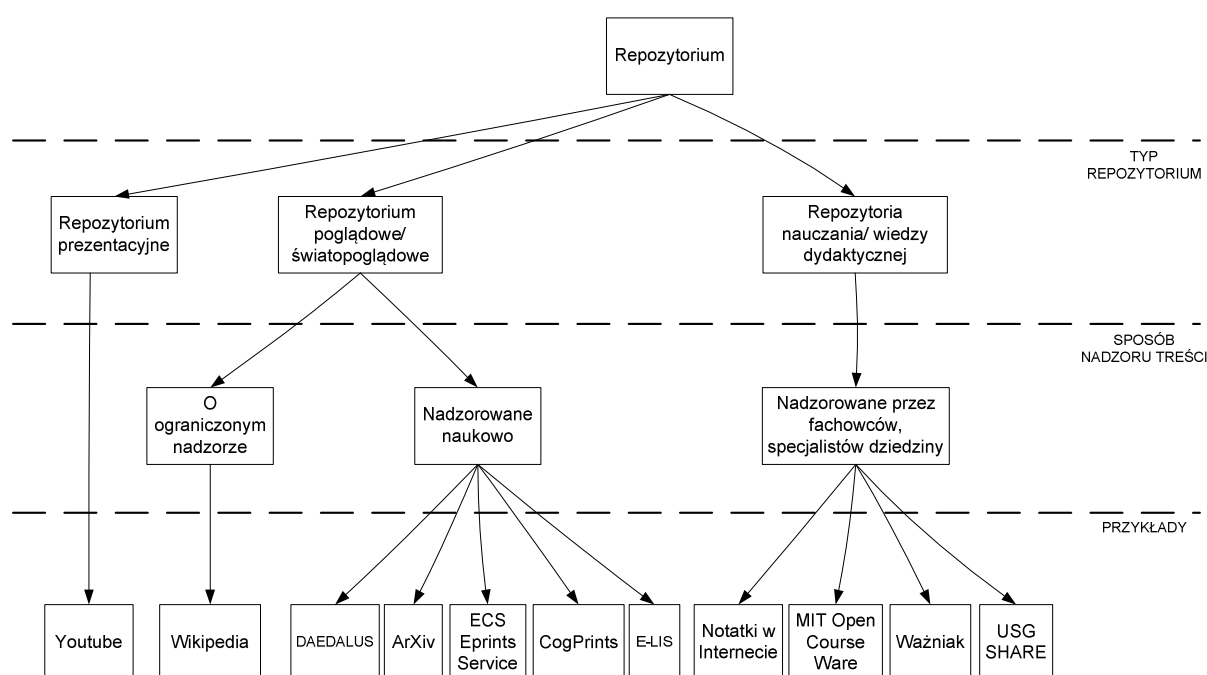 Repozytorium
TYP
REPOZYTORIUM
Repozytorium
prezentacyjne
Repozytorium
poglądowe/
światopoglądowe
Repozytoria
nauczania/ wiedzy
dydaktycznej
SPOSÓB
NADZORU TREŚCI
O
ograniczonym
nadzorze
Nadzorowane
naukowo
Nadzorowane przez
fachowców,
specjalistów dziedziny
PRZYKŁADY
Youtube
Wikipedia
DAEDALUS
ArXiv
ECS
Eprints
Service
CogPrints
E-LIS
Notatki w
Internecie
MIT Open
Course
Ware
Ważniak
USG
SHARE